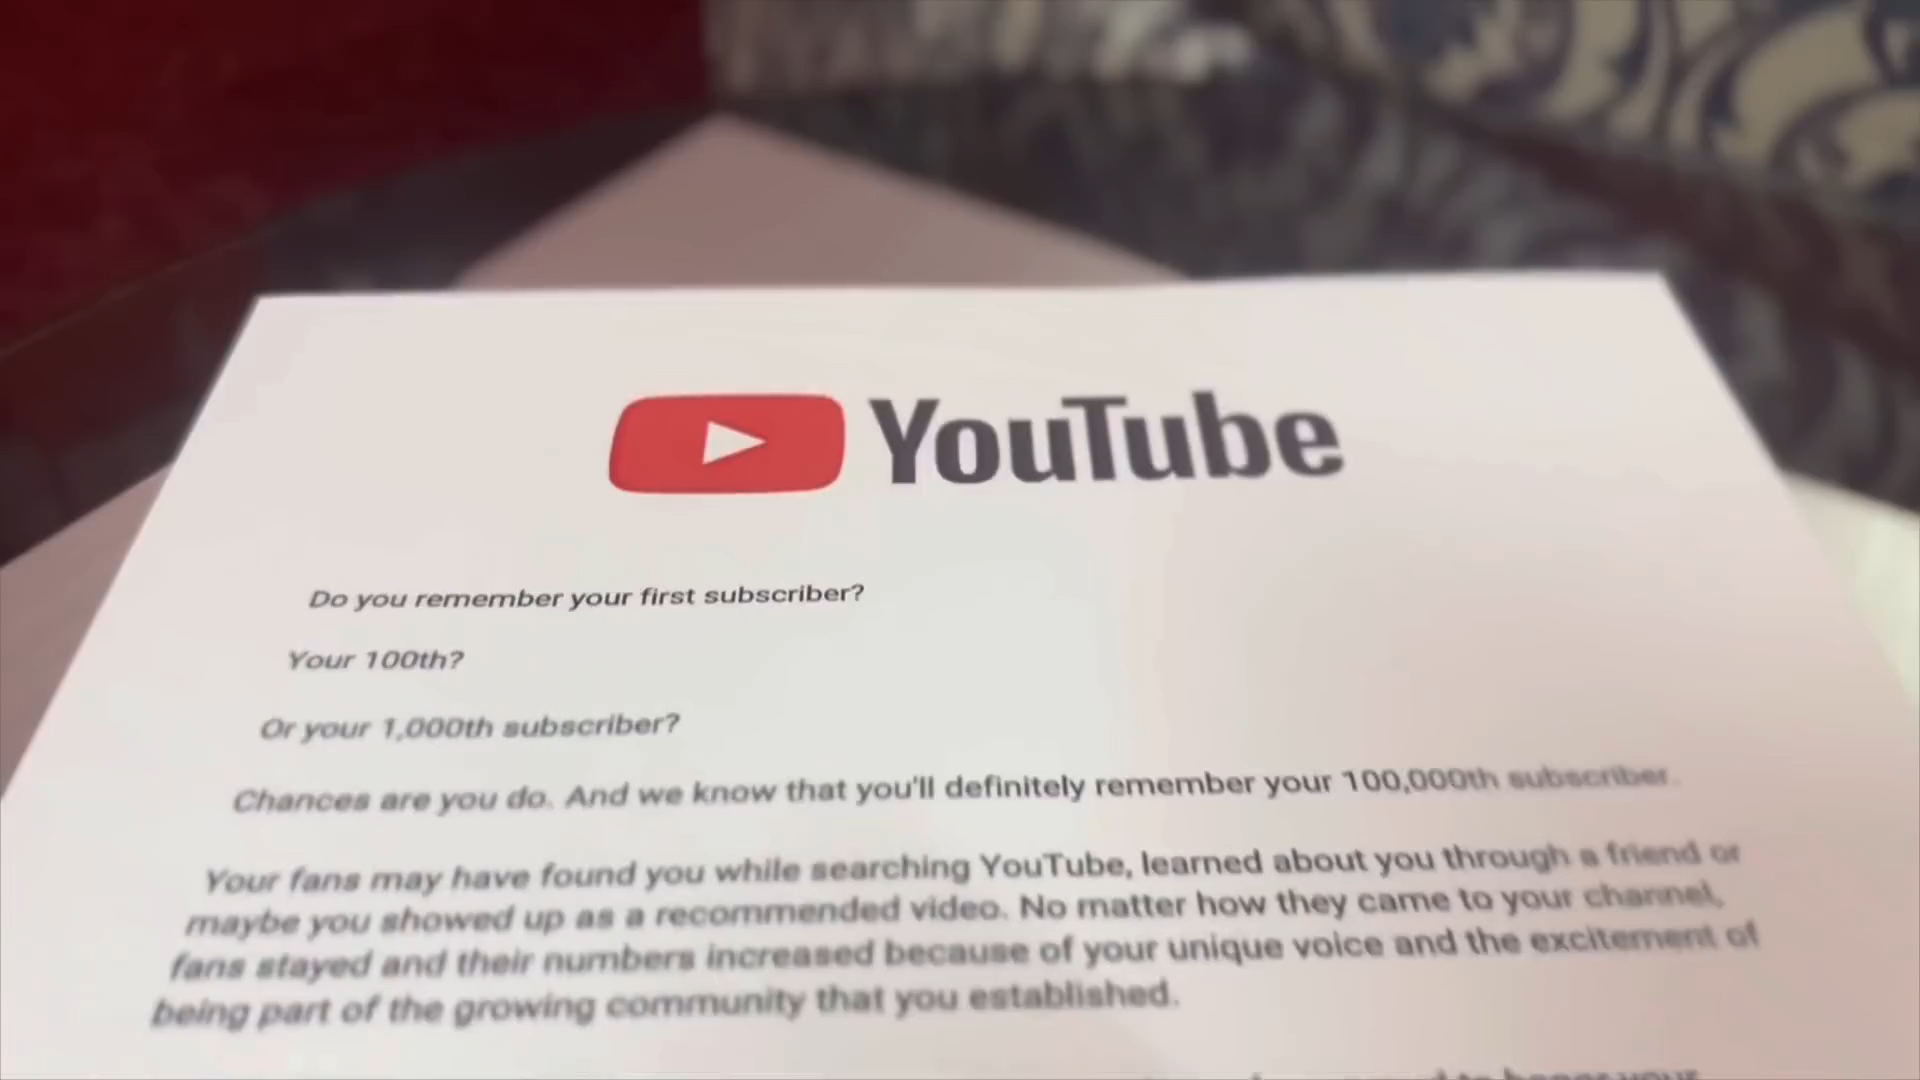 YouTube
Do you remember your first subscriber?
Your 100th?
Or your 1,000th subscriber?
Chances are you do. And we know that you'll definitely remember your 100,000th subscriber.
Your fans may have found you while searching YouTube, learned about you through a friend or
maybe you showed up as a recommended video. No matter how they came to your channel,
fans stayed and their numbers increased because of your unique voice and the excitement of
being part of the growing community that you established.
to honor your